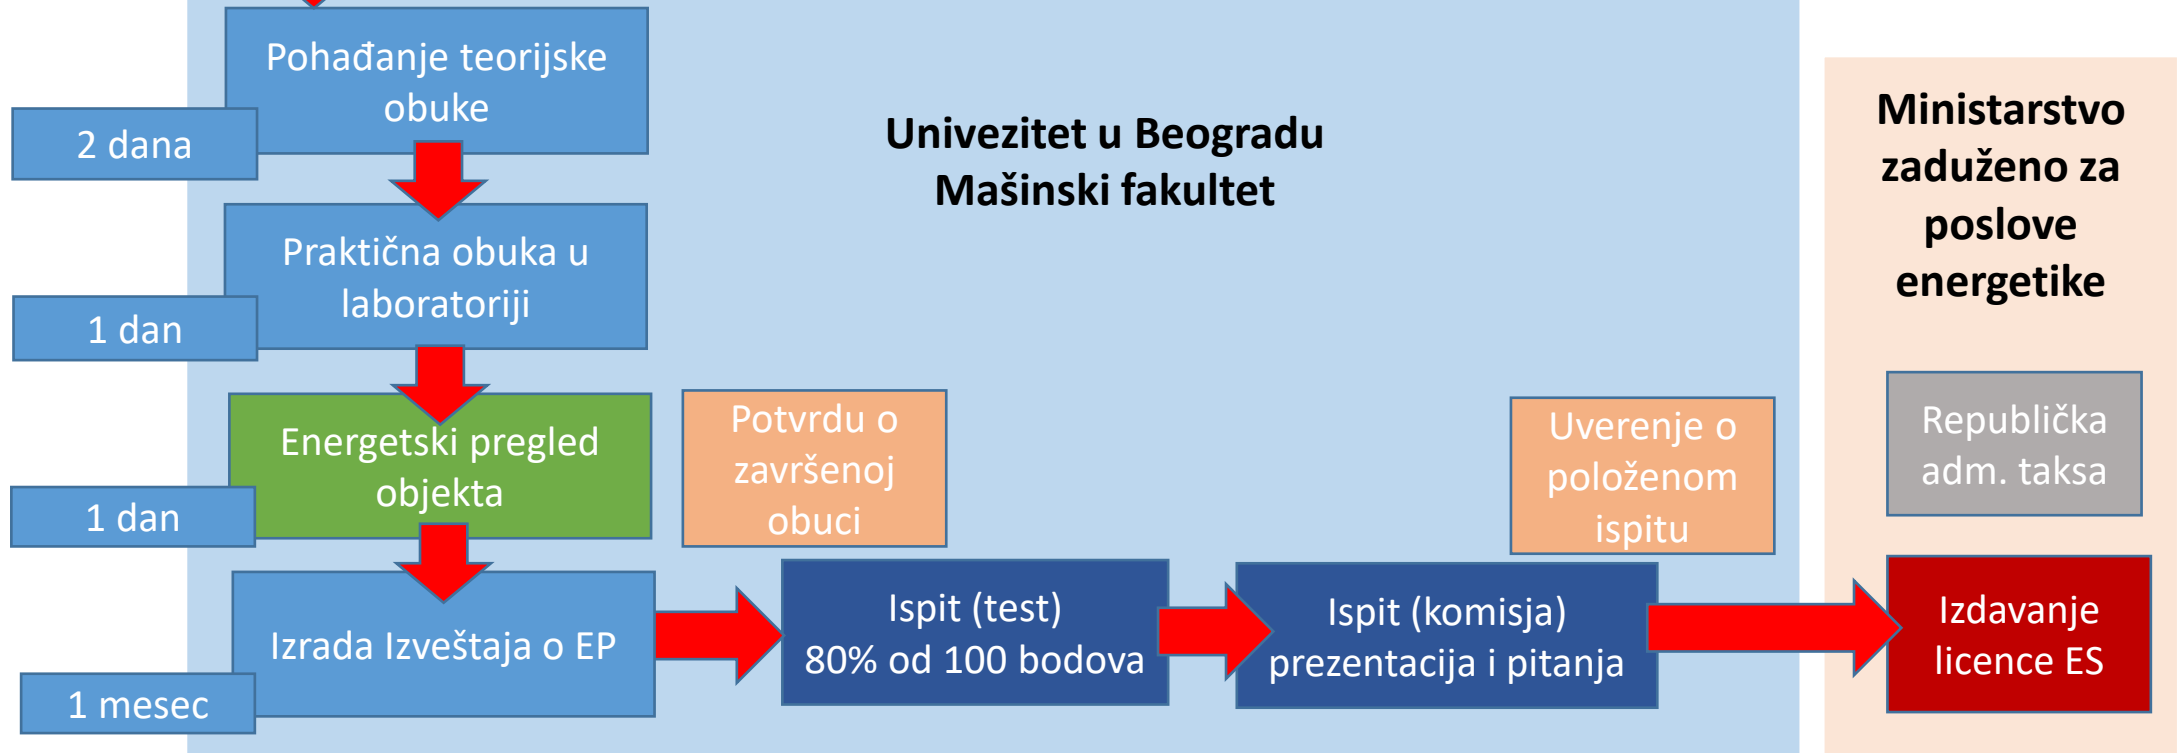 Pohađanje teorijske
obuke
2 dana
Praktična obuka u
laboratoriji
1 dan
Energetski pregled
objekta
1 dan
Izrada Izveštaja o EP
1 mesec
Univezitet u Beogradu
Mašinski fakultet
Potvrdu o
završenoj
obuci
Ispit (test)
80% od 100 bodova
Uverenje o
položenom
ispitu
Ispit (komisja)
prezentacija i pitanja
Ministarstvo
zaduženo za
poslove
energetike
Republička
adm. taksa
Izdavanje
licence ES